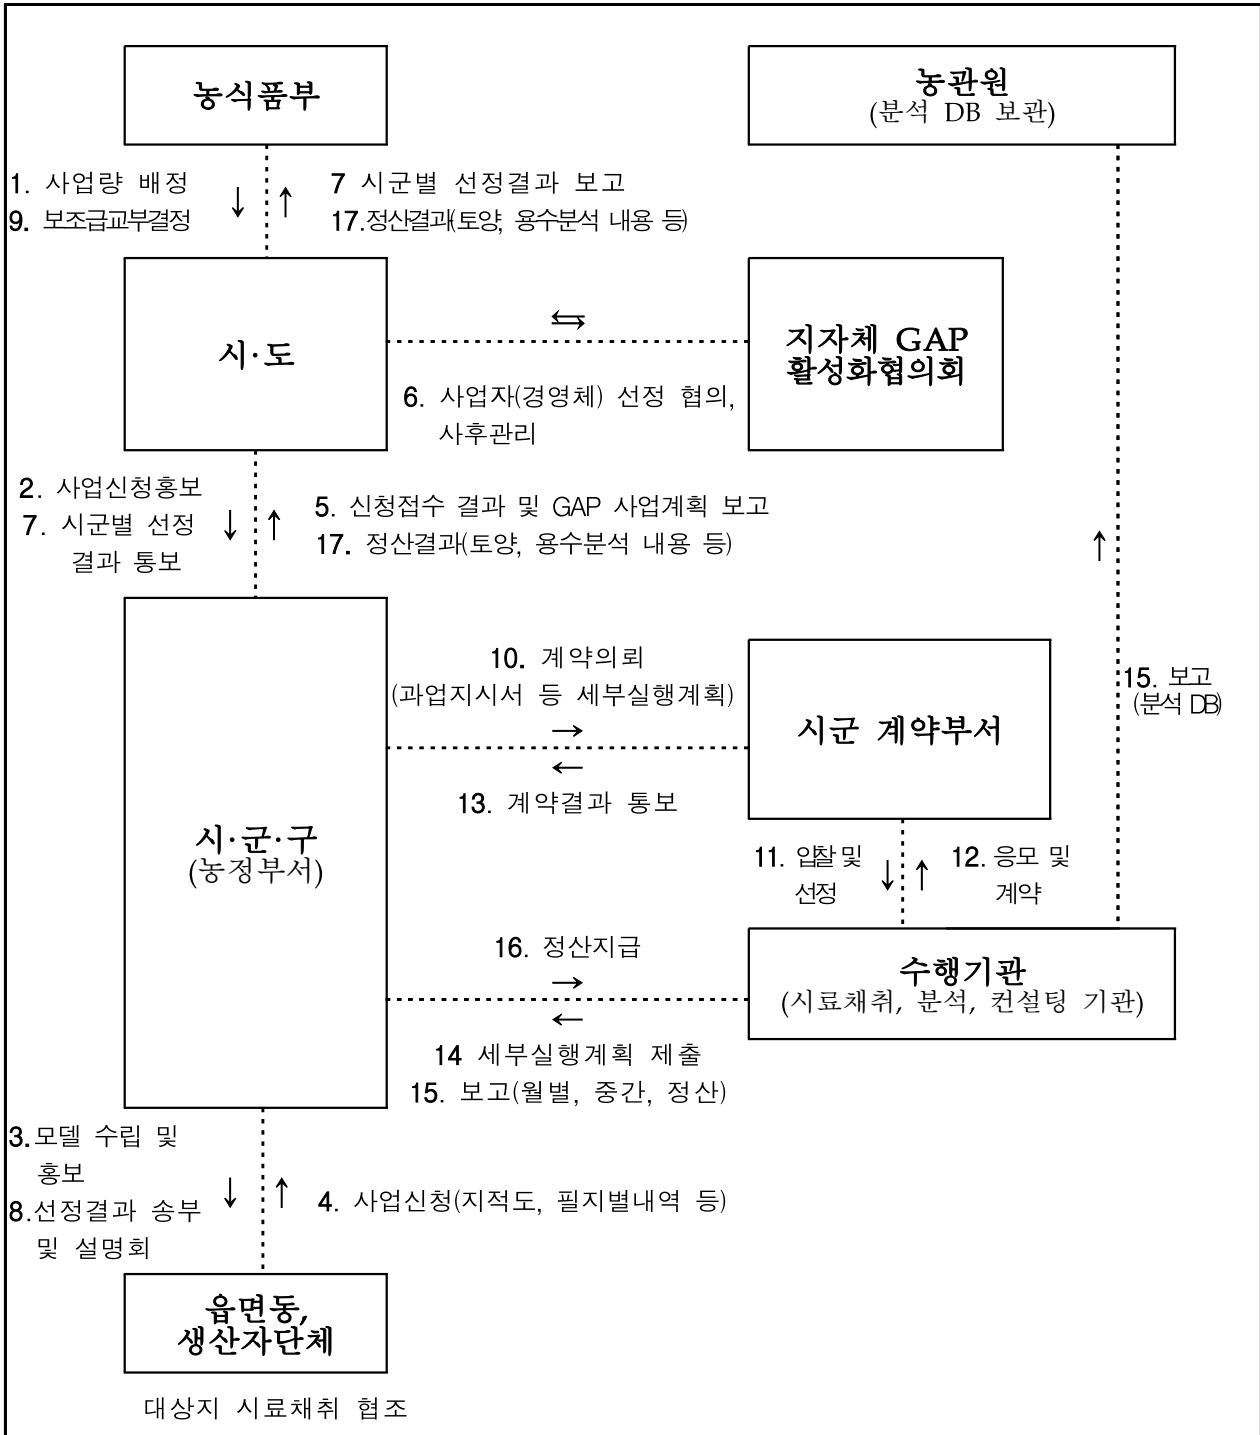 농식품부
농관원
(분석 DB 보관)
1. 사업량 배정
9. 보조급교부결정
↓ ↑
7 시군별 선정결과 보고
17.정산결과(토양, 용수분석 내용 등)
시·도
⇆
지자체 GAP
활성화협의회
6. 사업자(경영체) 선정 협의,
사후관리
2. 사업신청홍보
7. 시군별 선정
결과 통보
↓ ↑
5. 신청접수 결과 및 GAP 사업계획 보고
17. 정산결과(토양, 용수분석 내용 등)
↑
15. 보고
(분석 DB)
시·군·구
(농정부서)
10. 계약의뢰
(과업지시서 등 세부실행계획)
→
←
13. 계약결과 통보
시군 계약부서
11. 입찰 및
선정
↓ ↑
12. 응모 및
계약
16. 정산지급
→
←
14 세부실행계획 제출
15. 보고(월별, 중간, 정산)
수행기관
(시료채취, 분석, 컨설팅 기관)
3.모델 수립 및
홍보
8.선정결과 송부
및 설명회
↓ ↑
4. 사업신청(지적도, 필지별내역 등)
읍면동,
생산자단체
대상지 시료채취 협조